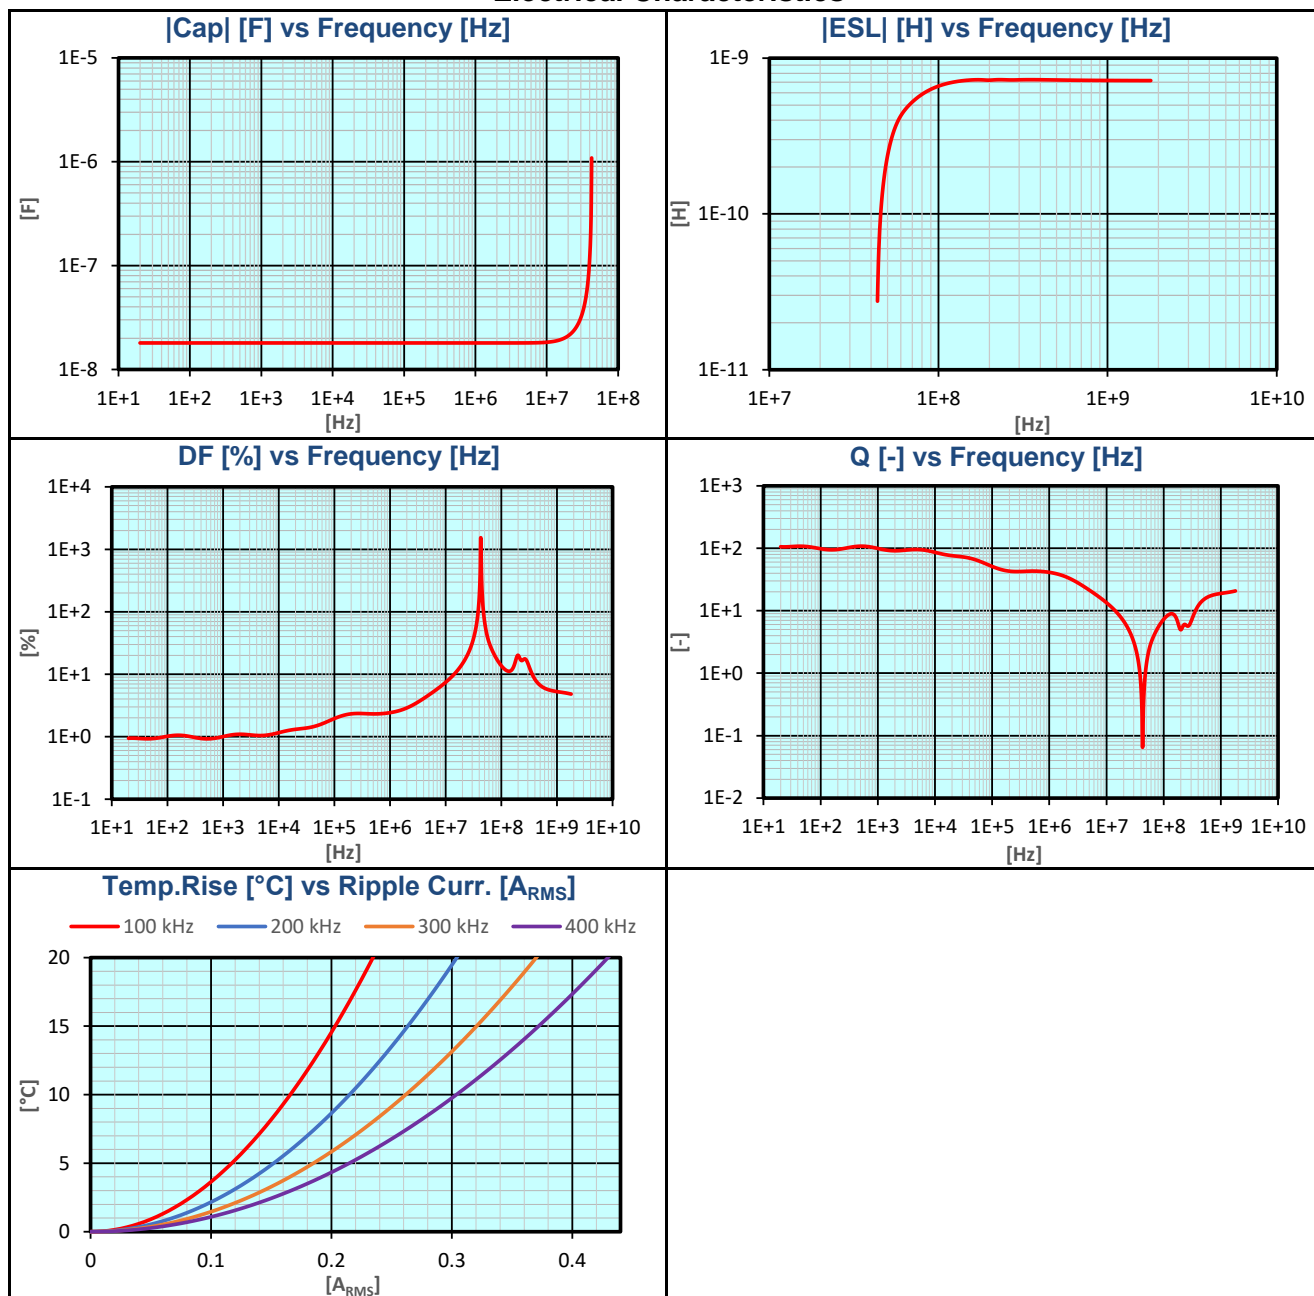 |Cap| [F] vs Frequency [Hz]
1E-5
1E-6
1E-7
1E-8
[F]
1E+1 1E+2 1E+3 1E+4 1E+5 1E+6 1E+7 1E+8
[Hz]
|ESL| [H] vs Frequency [Hz]
1E-9
1E-10
1E-11
[H]
1E+7 1E+8 1E+9 1E+10
[Hz]
DF [%] vs Frequency [Hz]
1E+4
1E+3
1E+2
1E+1
1E+0
1E-1
[%]
1E+1 1E+2 1E+3 1E+4 1E+5 1E+6 1E+7 1E+8 1E+9 1E+10
[Hz]
Q [-] vs Frequency [Hz]
1E+3
1E+2
1E+1
1E+0
1E-1
1E-2
[-]
1E+1 1E+2 1E+3 1E+4 1E+5 1E+6 1E+7 1E+8 1E+9 1E+10
[Hz]
Temp.Rise [°C] vs Ripple Curr. [ARMS]
100 kHz 200 kHz 300 kHz 400 kHz
20
15
10
5
0
[°C]
0 0.1 0.2 0.3 0.4
[ARMS]